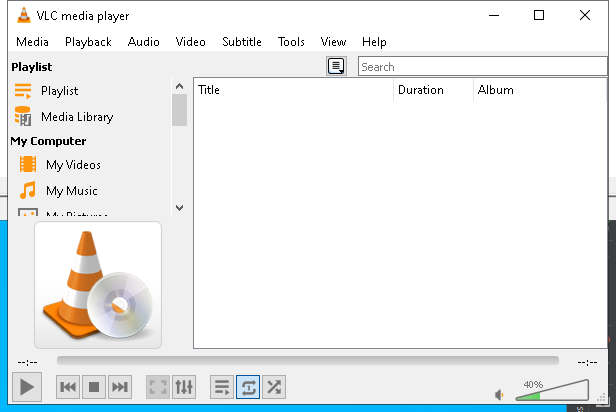 VLC media player
Media Playback Audio Video Subtitle Tools View Help
Playlist
Search
Playlist
Title Duration Album
Media Library
My Computer
My Videos
My Music
My Pictures
--:-- --:--
40%